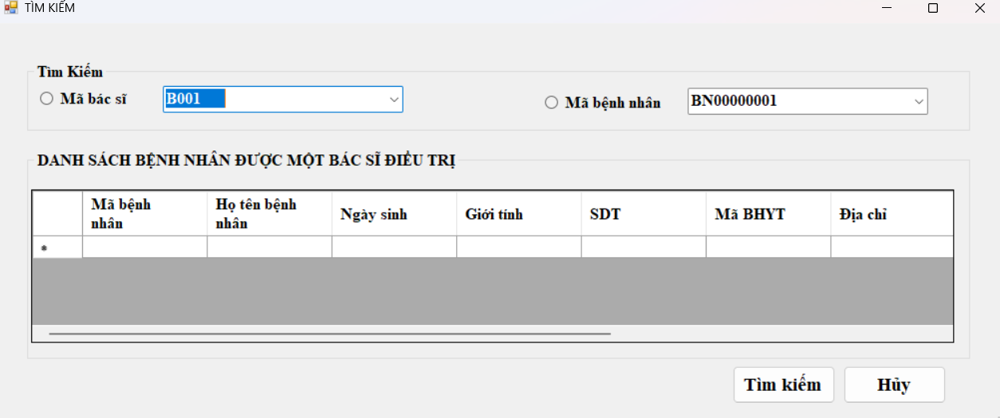 TÌM KIẾM
Tìm Kiếm
Mã bác sĩ B001 Mã bệnh nhân BN00000001
DANH SÁCH BỆNH NHÂN ĐƯỢC MỘT BÁC SĨ ĐIỀU TRỊ
Mã bệnh nhân Họ tên bệnh nhân Ngày sinh Giới tính SDT Mã BHYT Địa chỉ
*
Tìm kiếm Hủy